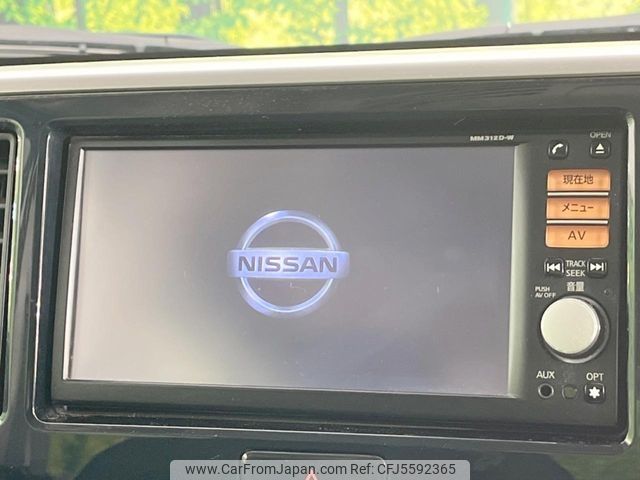 MM312D-W
OPEN
現在地
メニュー
AV
TRACK
SEEK
PUSH
AV OFF
音量
AUX
OPT
NISSAN
www.CarFromJapan.com CFJ5592365